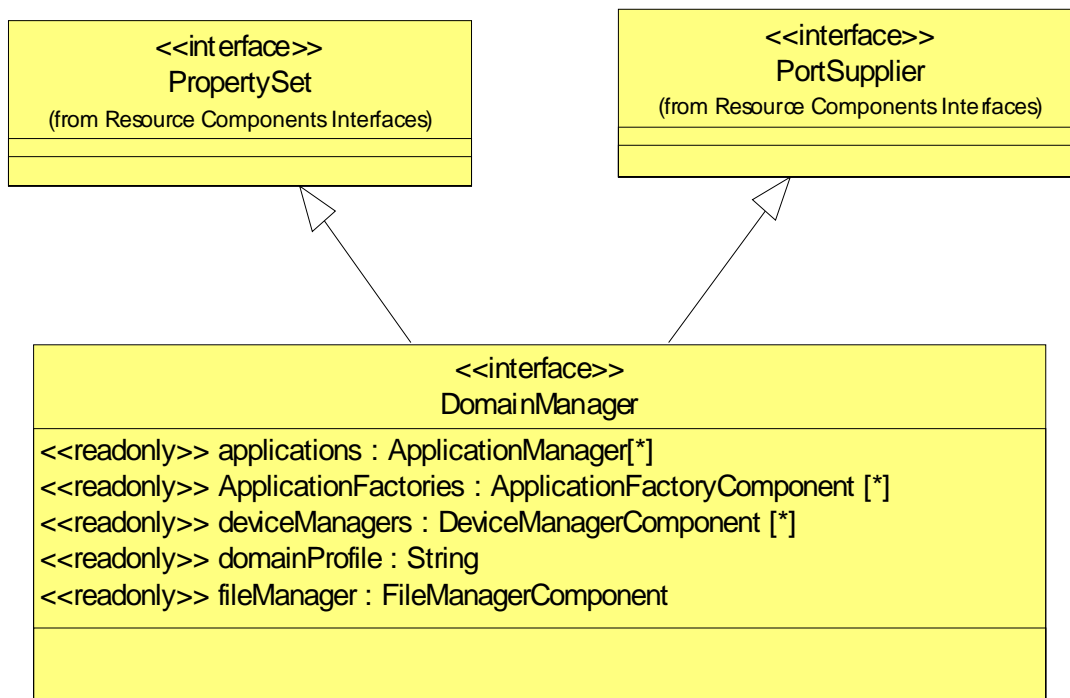 <<interface>>
PropertySet
(from Resource Components Interfaces)
<<interface>>
PortSupplier
(from Resource Components Interfaces)
<<interface>>
DomainManager
<<readonly>> applications : ApplicationManager[*]
<<readonly>> ApplicationFactories : ApplicationFactoryComponent [*]
<<readonly>> deviceManagers : DeviceManagerComponent [*]
<<readonly>> domainProfile : String
<<readonly>> fileManager : FileManagerComponent